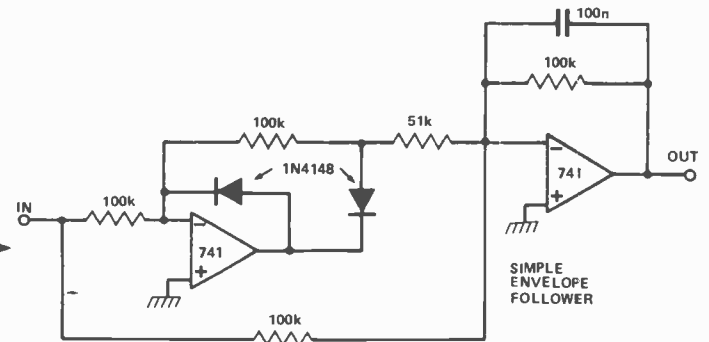 100n
100k
100k
51k
1N4148
741
OUT
IN
100k
741
SIMPLE
ENVELOPE
FOLLOWER
100k